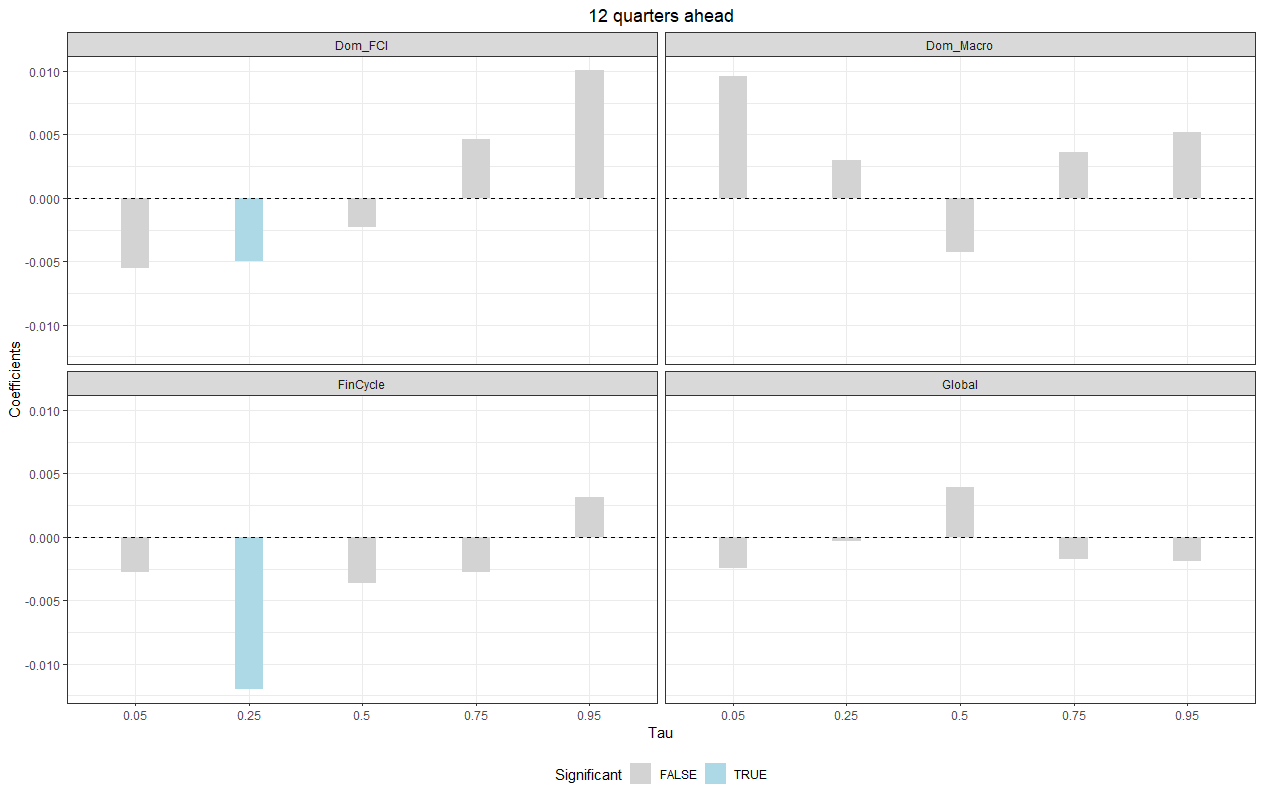 12 quarters ahead
Dom_FCI
Dom_Macro
0.010
0.005
0.000
-0.005
-0.010
FinCycle
Global
0.010
0.005
0.000
-0.005
-0.010
Coefficients
0.05 0.25 0.5 0.75 0.95
0.05 0.25 0.5 0.75 0.95
Tau
Significant FALSE TRUE